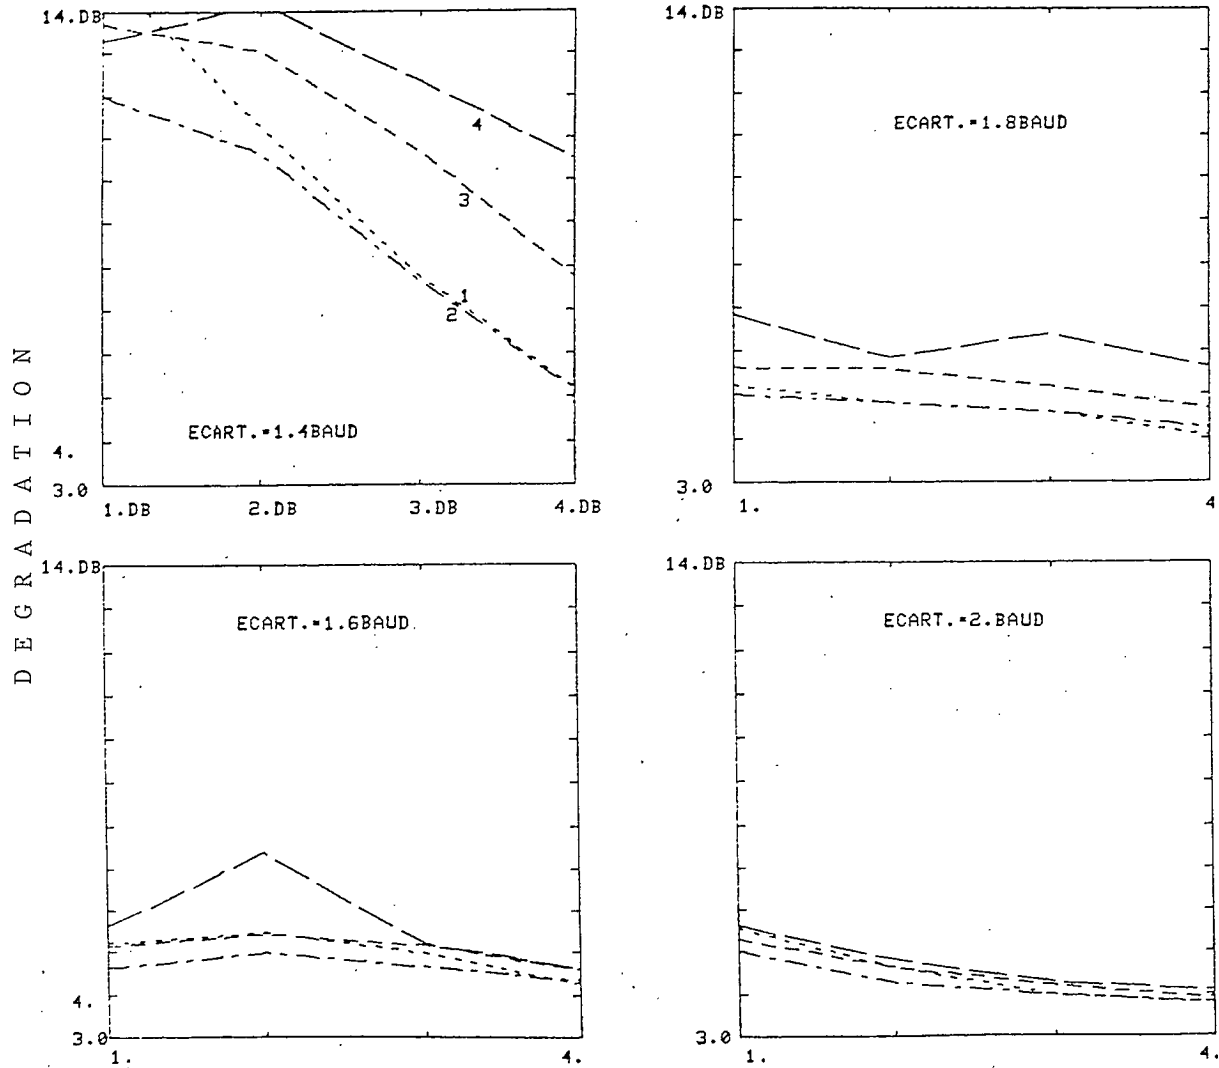 DEGRADATION
14.DB
4
3
1
2
ECART.=1.4BAUD
4.
3.0
1.DB 2.DB 3.DB 4.DB
14.DB
ECART.=1.8BAUD
3.0
1. 4
14.DB
ECART.=1.6BAUD
4.
3.0
1. 4.
14.DB
ECART.=2.BAUD
3.0
1. 4.